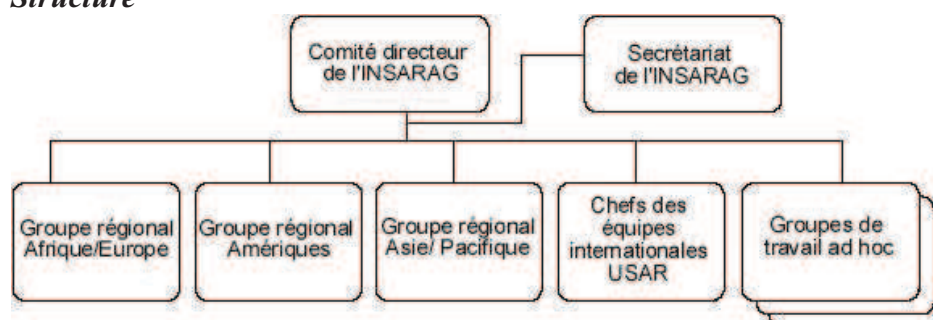 Structure
Comité directeur
de l'INSARAG
Secrétariat
de l'INSARAG
Groupe régional
Afrique/Europe
Groupe régional
Amériques
Groupe régional
Asie/ Pacifique
Chefs des
équipes
internationales
USAR
Groupes de
travail ad hoc